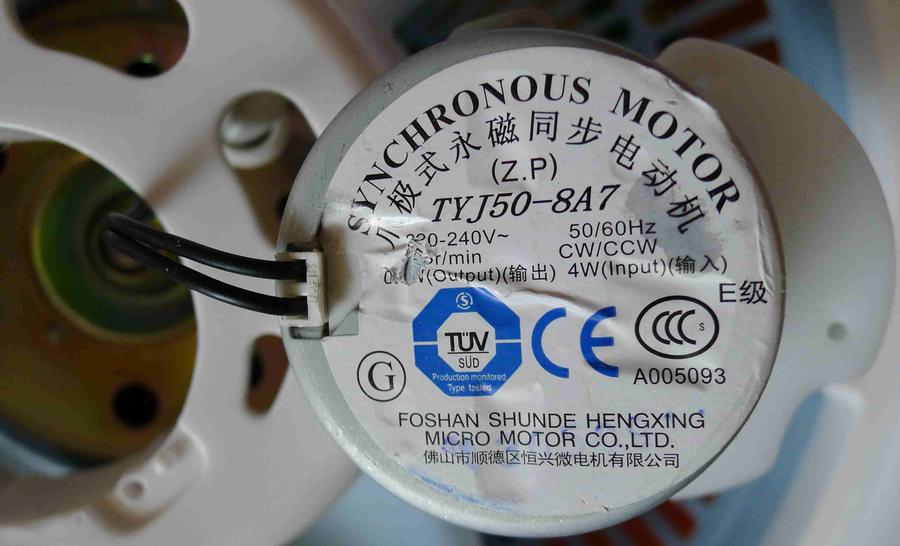 SYNCHRONOUS MOTOR
爪极式永磁同步电动机
(Z.P)
TYJ50-8A7
-240V~ 50/60Hz
r/min CW/CCW
(Output)(输出) 4W(Input)(输入)
E级
S
TÜV
SÜD
Production monitored
Type tested
CE
CCC S
G
A005093
FOSHAN SHUNDE HENGXING
MICRO MOTOR CO.,LTD.
佛山市顺德区恒兴微电机有限公司